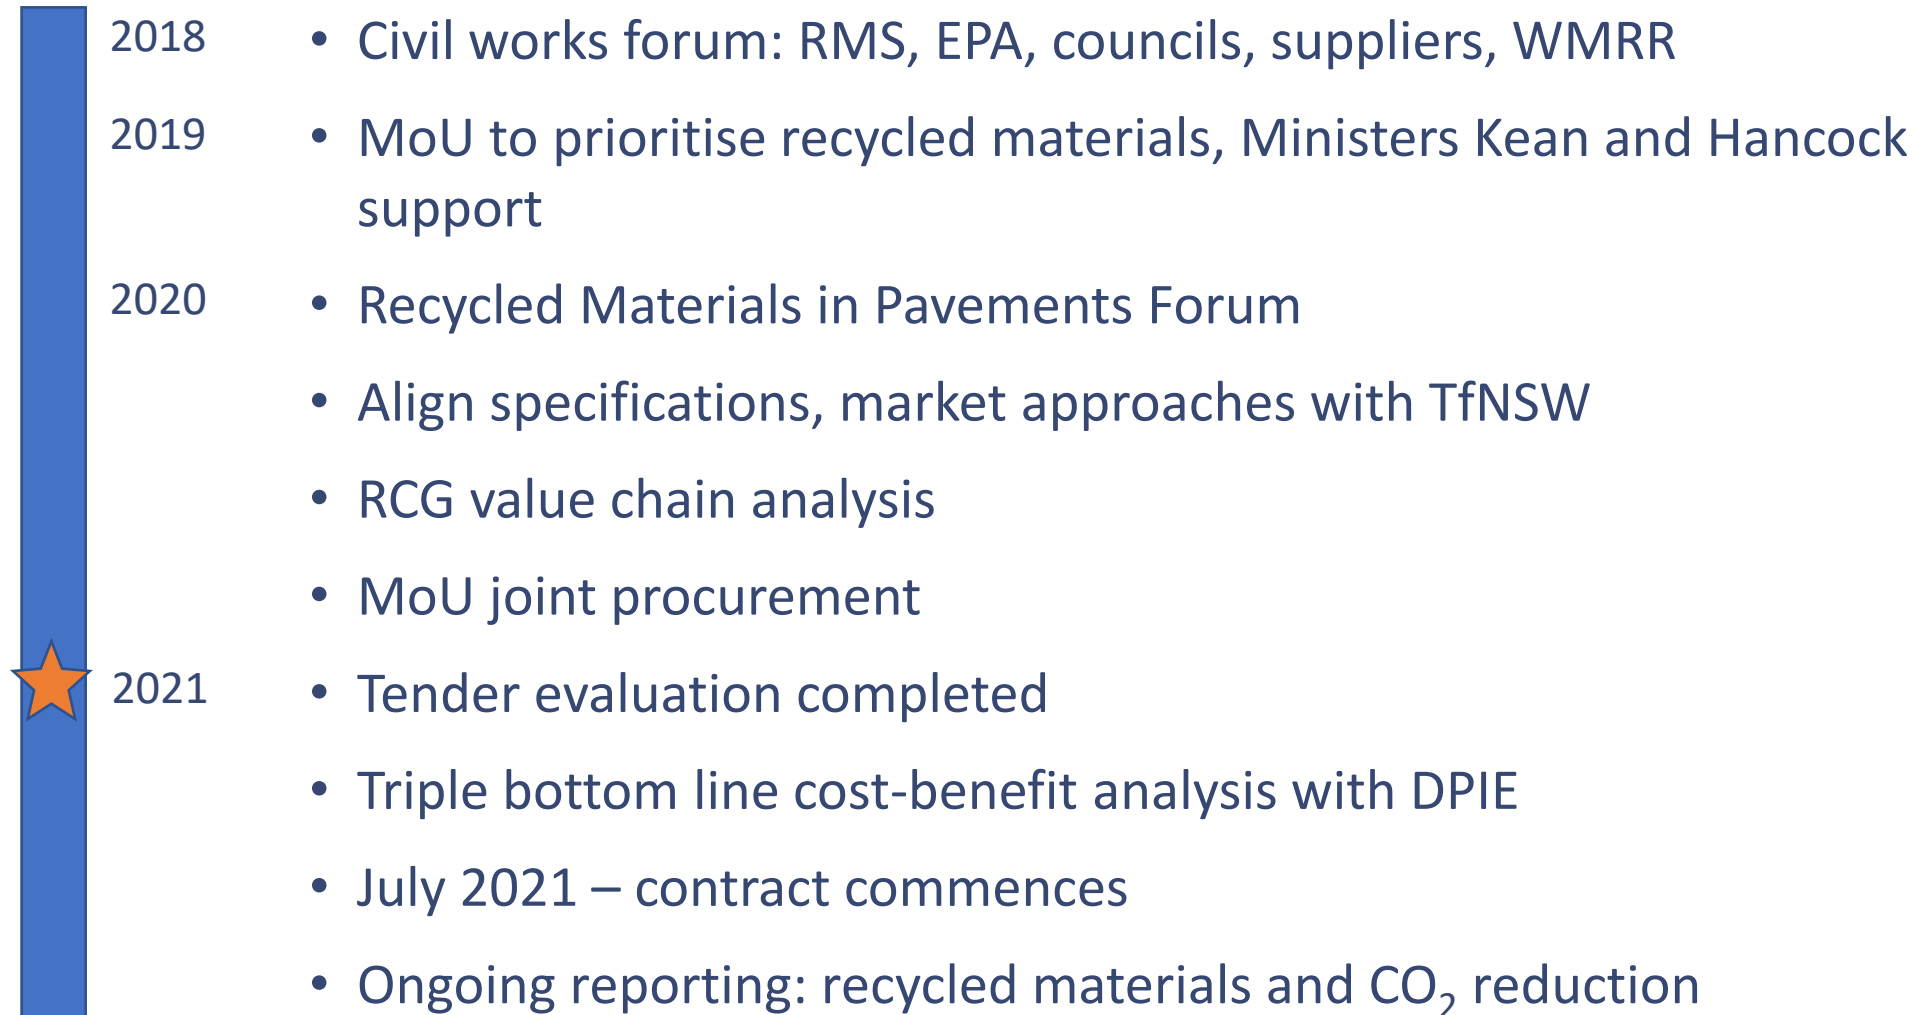 2018 • Civil works forum: RMS, EPA, councils, suppliers, WMRR
2019 • MoU to prioritise recycled materials, Ministers Kean and Hancock
support
2020 • Recycled Materials in Pavements Forum
• Align specifications, market approaches with TfNSW
• RCG value chain analysis
• MoU joint procurement
2021 • Tender evaluation completed
• Triple bottom line cost-benefit analysis with DPIE
• July 2021 – contract commences
• Ongoing reporting: recycled materials and CO₂ reduction